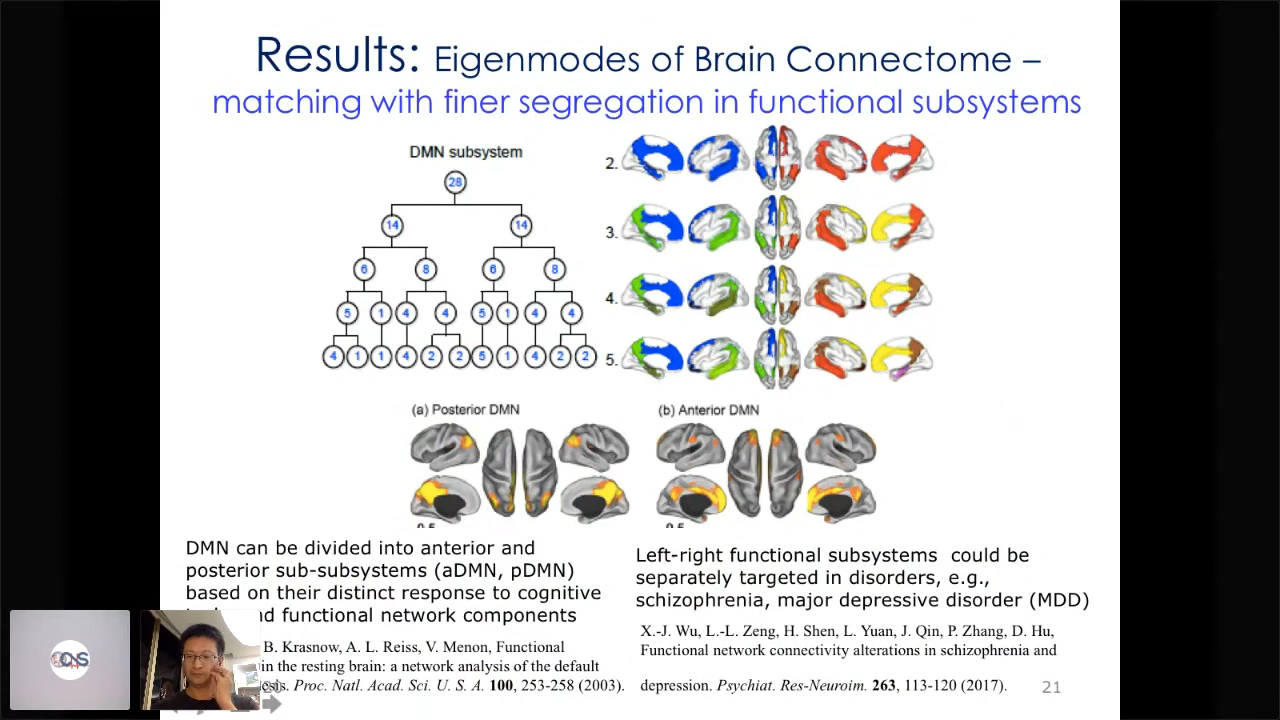 Results: Eigenmodes of Brain Connectome –
matching with finer segregation in functional subsystems
DMN subsystem
28
14 14
6 8 6 8
5 1 4 4 5 1 4 4
4 1 1 4 2 2 5 1 4 2 2
2.
3.
4.
5.
(a) Posterior DMN
(b) Anterior DMN
DMN can be divided into anterior and
posterior sub-subsystems (aDMN, pDMN)
based on their distinct response to cognitive
nd functional network components
B. Krasnow, A. L. Reiss, V. Menon, Functional
in the resting brain: a network analysis of the default
Proc. Natl. Acad. Sci. U. S. A. 100, 253-258 (2003).
Left-right functional subsystems could be
separately targeted in disorders, e.g.,
schizophrenia, major depressive disorder (MDD)
X.-J. Wu, L.-L. Zeng, H. Shen, L. Yuan, J. Qin, P. Zhang, D. Hu,
Functional network connectivity alterations in schizophrenia and
depression. Psychiat. Res-Neuroim. 263, 113-120 (2017).
21